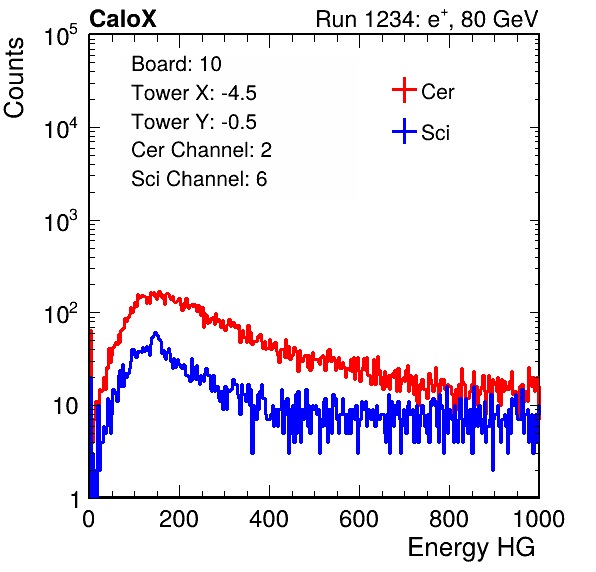 CaloX Run 1234: e⁺, 80 GeV
Counts
Board: 10
Tower X: -4.5
Tower Y: -0.5
Cer Channel: 2
Sci Channel: 6
Cer
Sci
10⁵
10⁴
10³
10²
10
1
0 200 400 600 800 1000
Energy HG